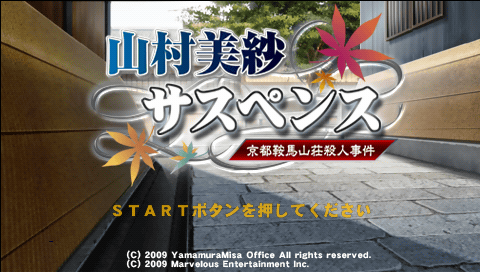 山村美紗
サスペンス
京都鞍馬山荘殺人事件
STARTボタンを押してください
(C) 2009 YamamuraMisa Office All rights reserved.
(C) 2009 Marvelous Entertainment Inc.